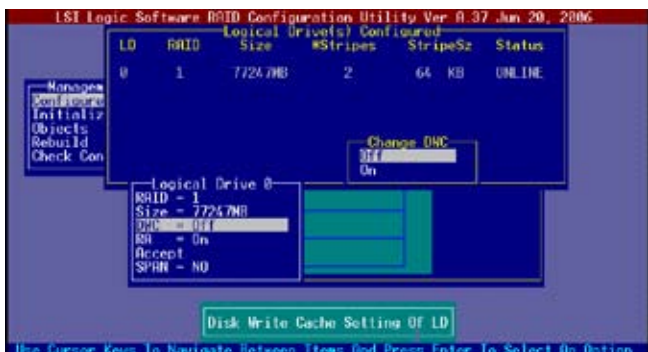 LSI Logic Software RAID Configuration Utility Ver A.37 Jun 20, 2006
Logical Drive(s) Configured
LD RAID Size #Stripes StripeSz Status
0 1 77247MB 2 64 KB ONLINE
Managem
Configure
Initializ
Objects
Rebuild
Check Con
Change DWC
Off
On
Logical Drive 0
RAID = 1
Size = 77247MB
DWC = Off
RA = On
Accept
SPAN = NO
Disk Write Cache Setting Of LD
Use Cursor Keys To Navigate Between Items And Press Enter To Select An Option